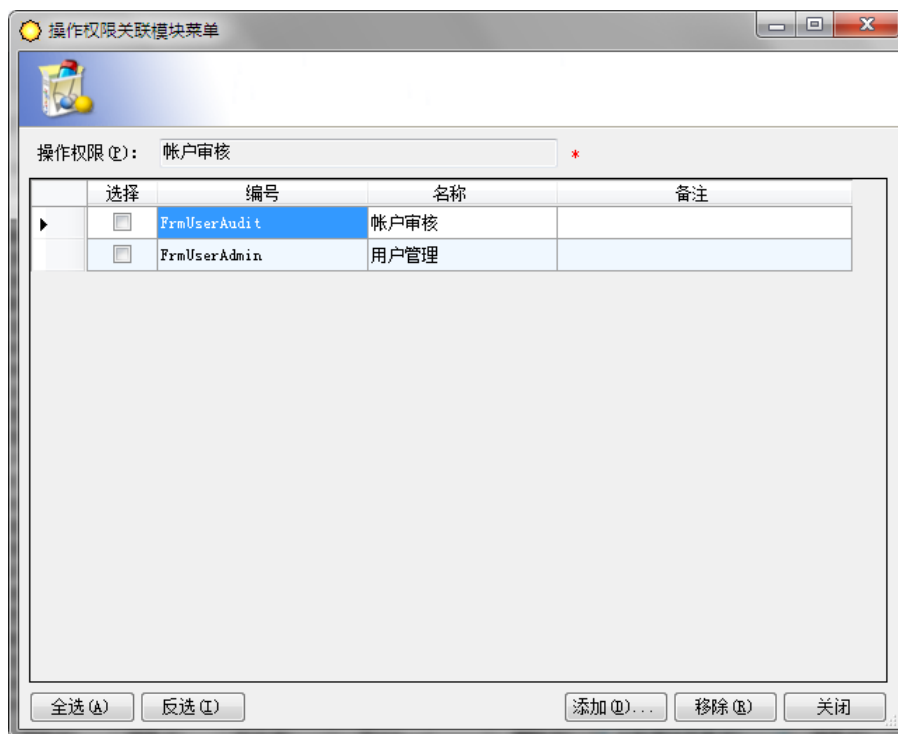 操作权限关联模块菜单
操作权限(P): 帐户审核 *
选择 编号 名称 备注
FrmUserAudit 帐户审核
FrmUserAdmin 用户管理
全选(A) 反选(I) 添加(D)... 移除(R) 关闭